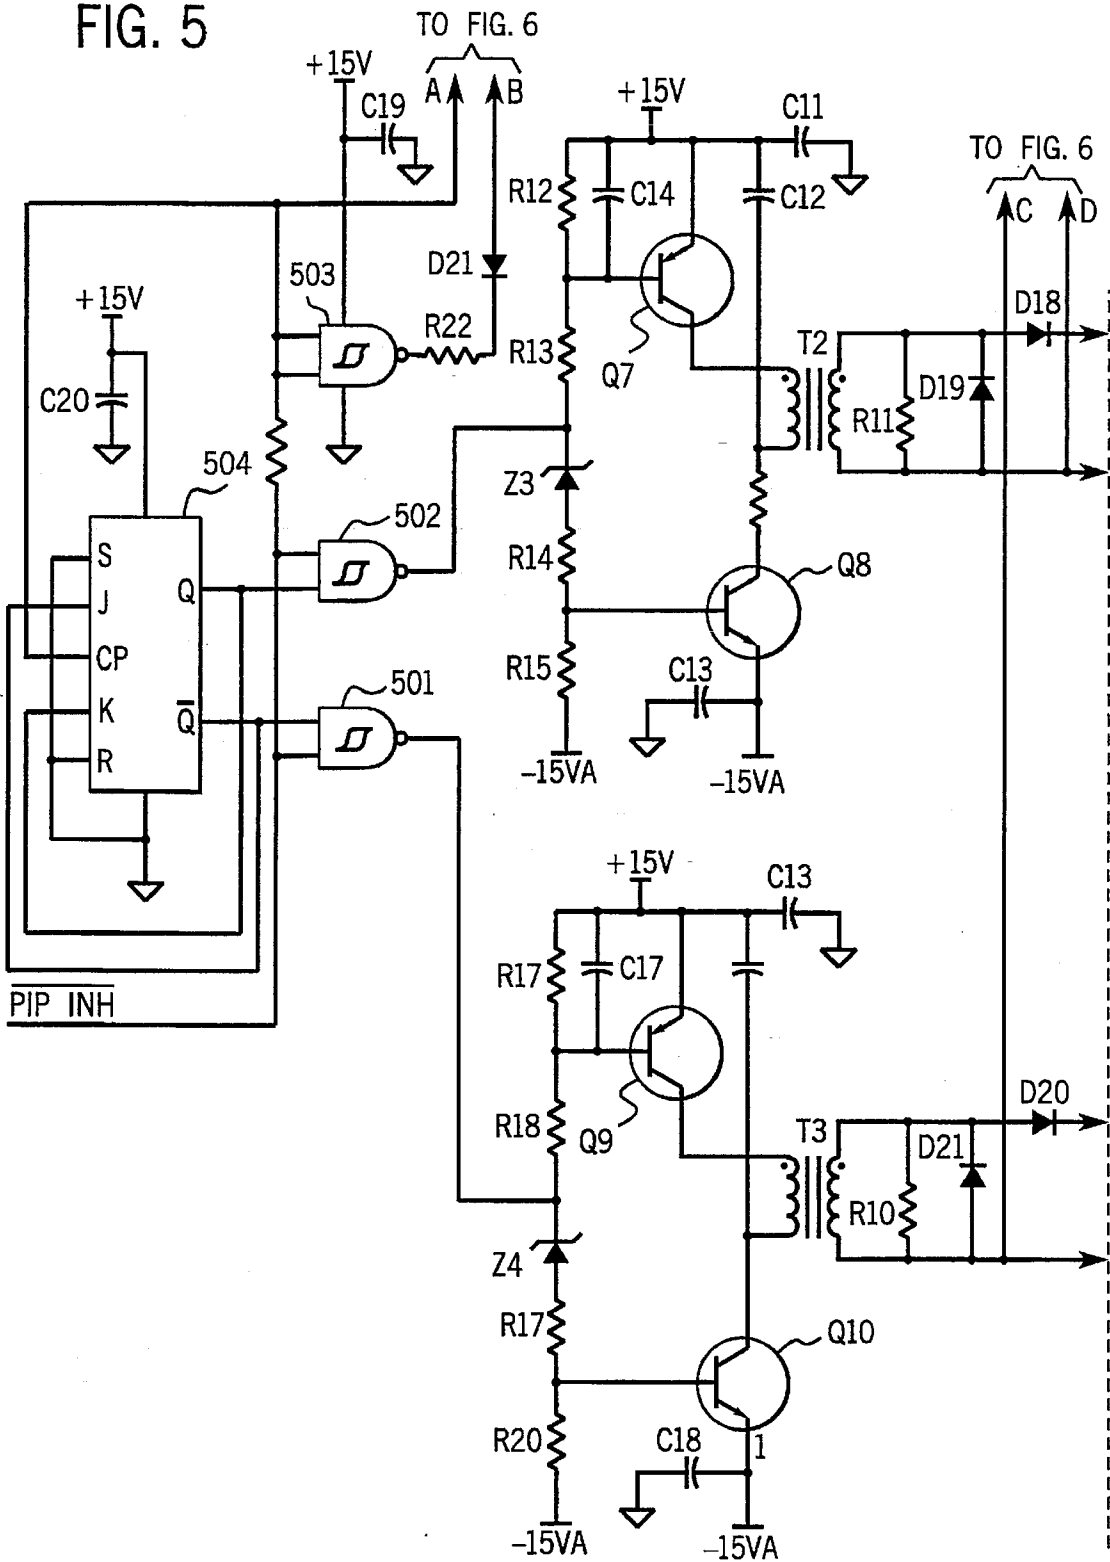 FIG. 5
TO FIG. 6
A
B
+15V
C19
+15V
C11
R12
C14
C12
TO FIG. 6
C
D
D21
503
R22
+15V
C20
R13
Q7
T2
D18
D19
R11
504
Z3
502
R14
Q8
S
J
CP
K
R
Q
Q̅
R15
C13
501
–15VA
–15VA
+15V
C13
R17
C17
P̅I̅P̅ ̅I̅N̅H̅
R18
Q9
T3
D20
D21
R10
Z4
R17
Q10
R20
C18
1
–15VA
–15VA